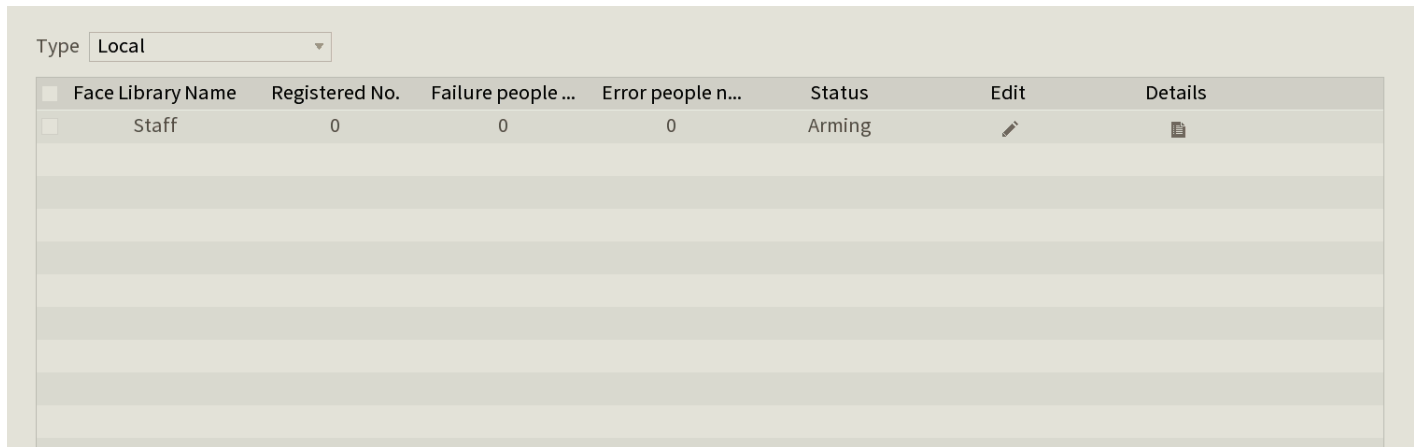 Type Local
Face Library Name Registered No. Failure people ... Error people n... Status Edit Details
Staff 0 0 0 Arming